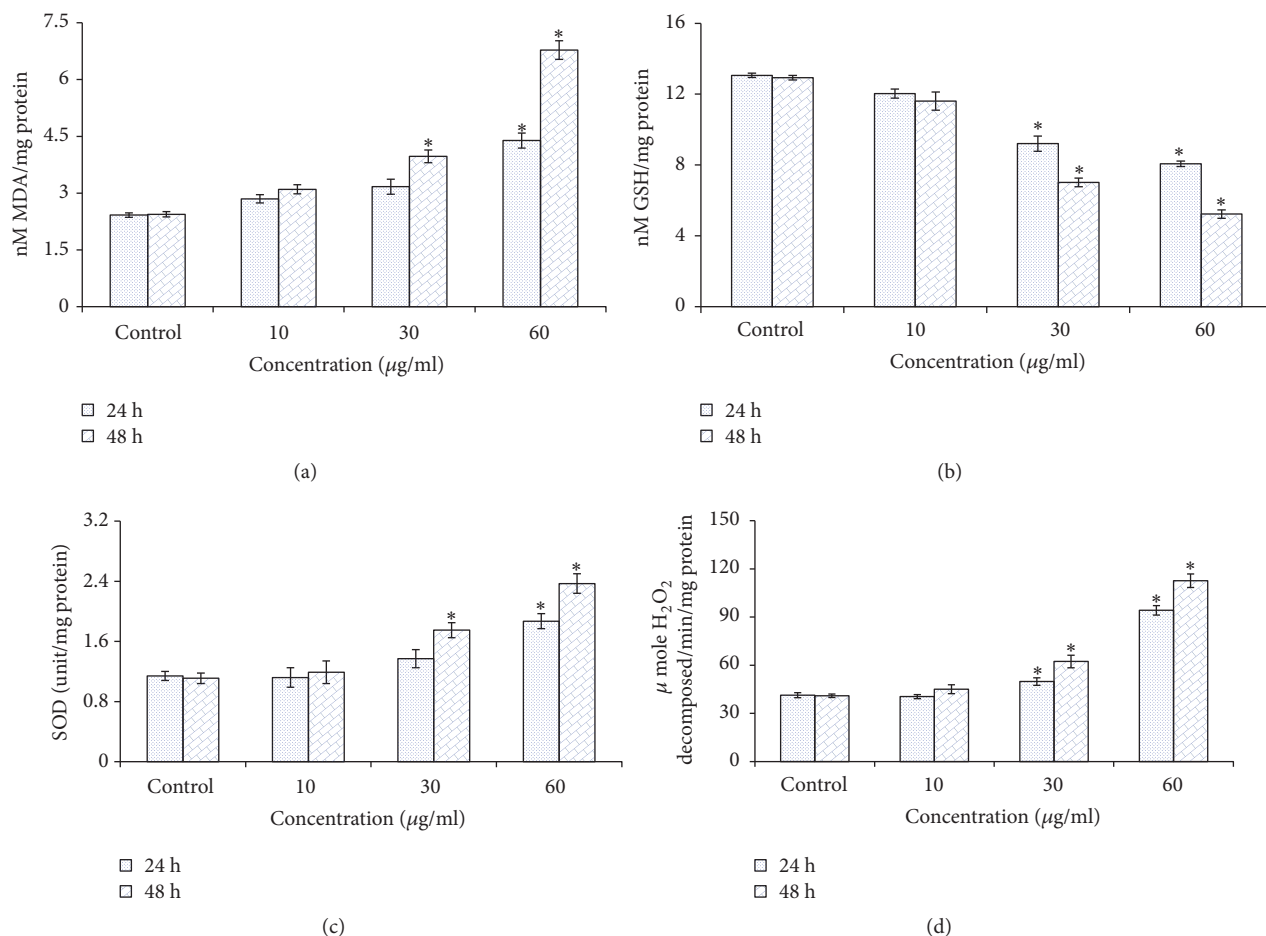 7.5
6
4.5
3
1.5
0
nM MDA/mg protein
*
*
*
Control
10
30
60
Concentration (μg/ml)
24 h
48 h
(a)
16
12
8
4
0
nM GSH/mg protein
*
*
*
*
Control
10
30
60
Concentration (μg/ml)
24 h
48 h
(b)
3.2
2.4
1.6
0.8
0
SOD (unit/mg protein)
*
*
*
Control
10
30
60
Concentration (μg/ml)
24 h
48 h
(c)
150
120
90
60
30
0
μ mole H₂O₂
decomposed/min/mg protein
*
*
*
*
Control
10
30
60
Concentration (μg/ml)
24 h
48 h
(d)